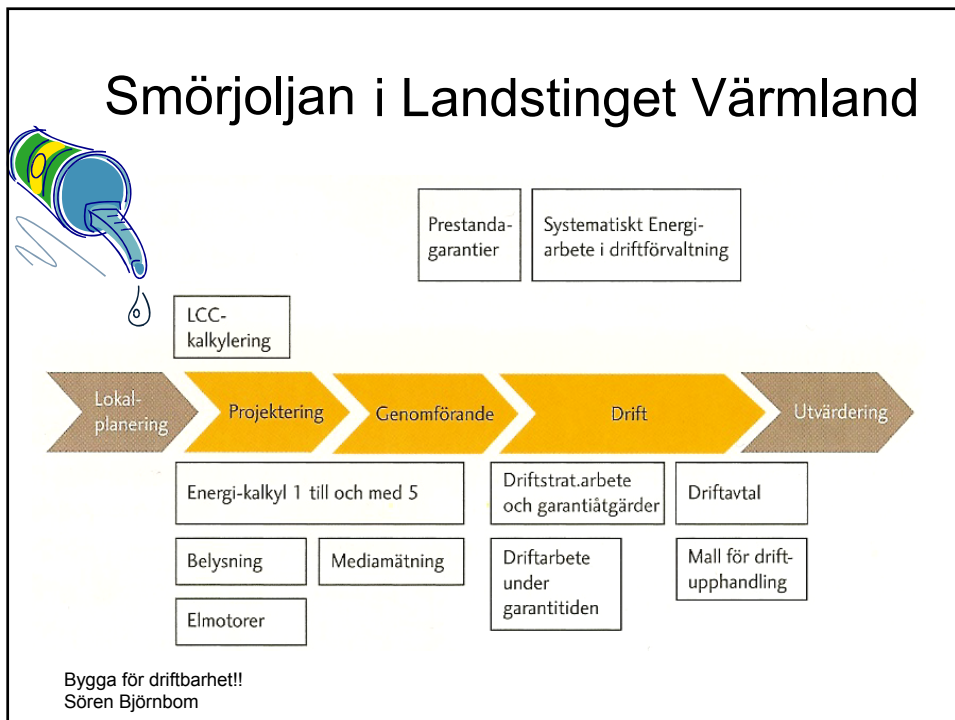 Smörjoljan i Landstinget Värmland
Prestanda-
garantier
Systematiskt Energi-
arbete i driftförvaltning
LCC-
kalkylering
Lokal-
planering
Projektering
Genomförande
Drift
Utvärdering
Energi-kalkyl 1 till och med 5
Driftstrat.arbete
och garantiåtgärder
Driftavtal
Belysning
Mediamätning
Driftarbete
under
garantitiden
Mall för drift-
upphandling
Elmotorer
Bygga för driftbarhet!!
Sören Björnbom